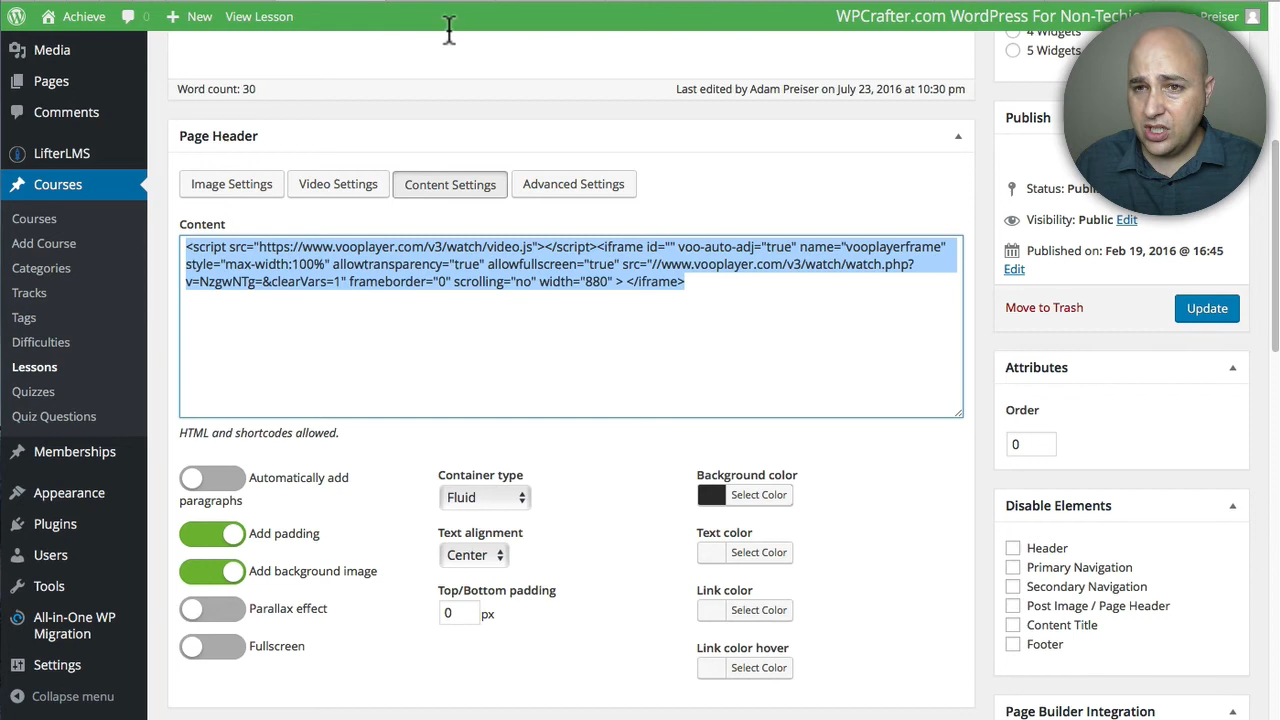 Achieve 0 New View Lesson
WPCrafter.com WordPress For Non-Techi
Preiser
Media
Pages
Comments
LifterLMS
Courses
Courses
Add Course
Categories
Tracks
Tags
Difficulties
Lessons
Quizzes
Quiz Questions
Memberships
Appearance
Plugins
Users
Tools
All-in-One WP
Migration
Settings
Collapse menu
Word count: 30
Last edited by Adam Preiser on July 23, 2016 at 10:30 pm
Page Header
Image Settings
Video Settings
Content Settings
Advanced Settings
Content
<script src="https://www.vooplayer.com/v3/watch/video.js"></script><iframe id="" voo-auto-adj="true" name="vooplayerframe"
style="max-width:100%" allowtransparency="true" allowfullscreen="true" src="//www.vooplayer.com/v3/watch/watch.php?
v=NzgwNTg=&clearVars=1" frameborder="0" scrolling="no" width="880" > </iframe>
HTML and shortcodes allowed.
Automatically add
paragraphs
Add padding
Add background image
Parallax effect
Fullscreen
Container type
Fluid
Text alignment
Center
Top/Bottom padding
0 px
Background color
Select Color
Text color
Select Color
Link color
Select Color
Link color hover
Select Color
4 Widgets
5 Widgets
Publish
Status: Publi
Visibility: Public Edit
Published on: Feb 19, 2016 @ 16:45
Edit
Move to Trash
Update
Attributes
Order
0
Disable Elements
Header
Primary Navigation
Secondary Navigation
Post Image / Page Header
Content Title
Footer
Page Builder Integration